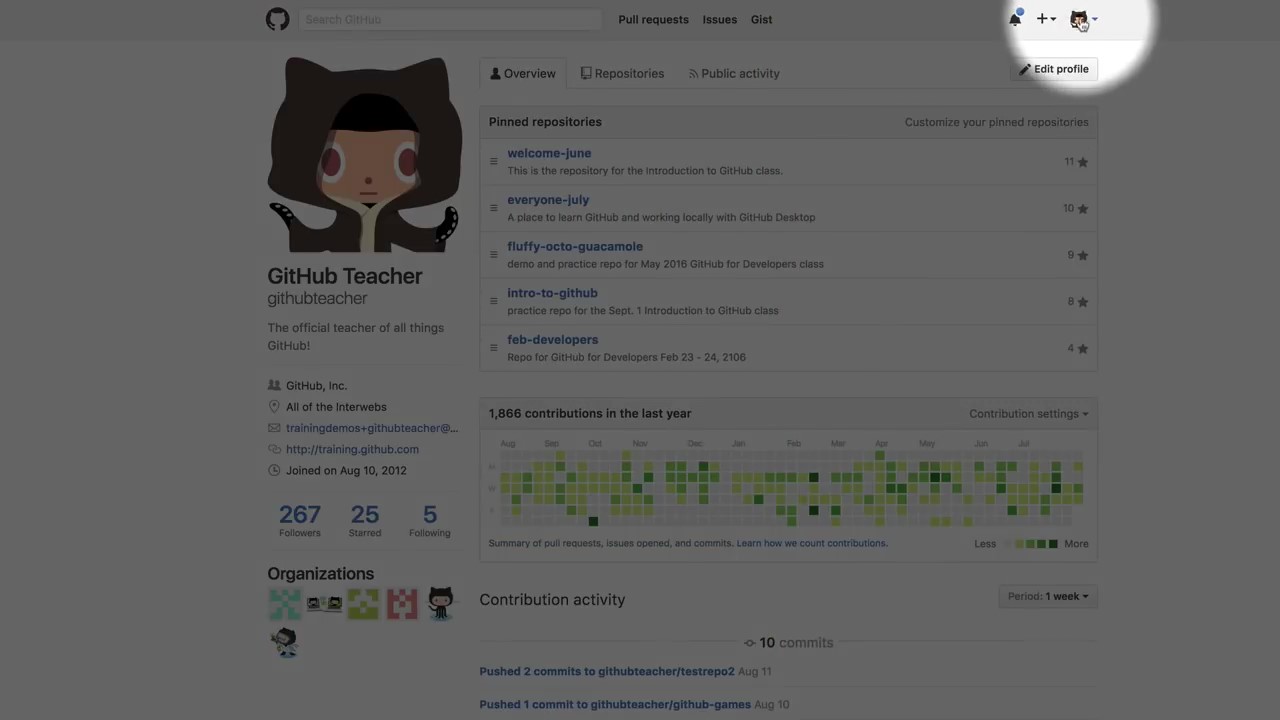 Search GitHub
Pull requests Issues Gist
Edit profile
Overview Repositories Public activity
Pinned repositories Customize your pinned repositories
welcome-june 11
This is the repository for the Introduction to GitHub class.
everyone-july 10
A place to learn GitHub and working locally with GitHub Desktop
fluffy-octo-guacamole 9
demo and practice repo for May 2016 GitHub for Developers class
intro-to-github 8
practice repo for the Sept. 1 Introduction to GitHub class
feb-developers 4
Repo for GitHub for Developers Feb 23 - 24, 2106
GitHub Teacher
githubteacher
The official teacher of all things
GitHub!
GitHub, Inc.
All of the Interwebs
trainingdemos+githubteacher@...
http://training.github.com
Joined on Aug 10, 2012
267 25 5
Followers Starred Following
Organizations
1,866 contributions in the last year Contribution settings
Aug Sep Oct Nov Dec Jan Feb Mar Apr May Jun Jul
Summary of pull requests, issues opened, and commits. Learn how we count contributions. Less More
Contribution activity Period: 1 week
10 commits
Pushed 2 commits to githubteacher/testrepo2 Aug 11
Pushed 1 commit to githubteacher/github-games Aug 10